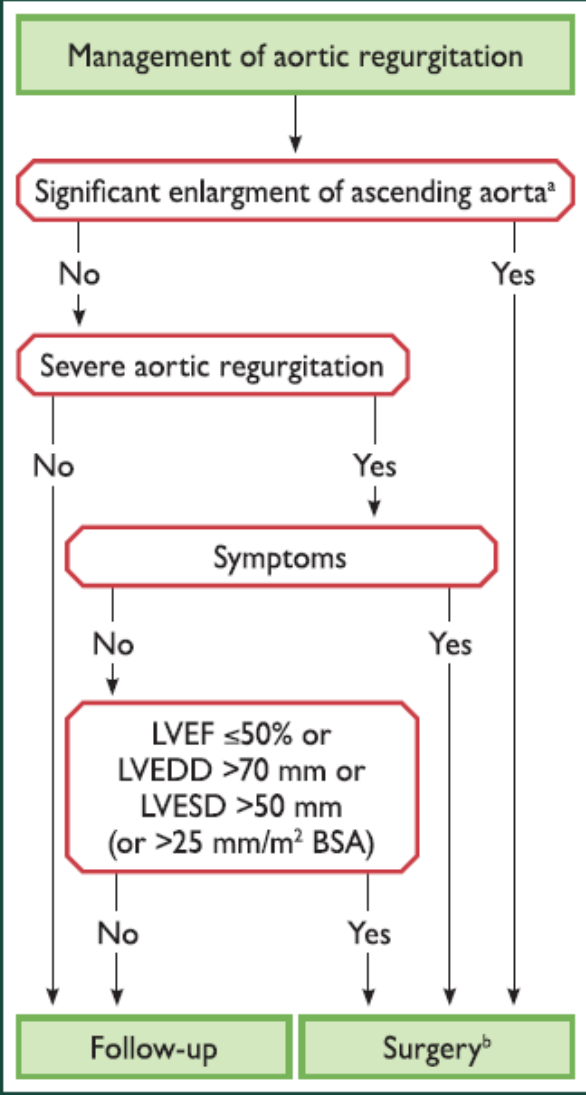 Management of aortic regurgitation
Significant enlargment of ascending aortaᵃ
No
Yes
Severe aortic regurgitation
No
Yes
Symptoms
No
Yes
LVEF ≤50% or
LVEDD >70 mm or
LVESD >50 mm
(or >25 mm/m² BSA)
No
Yes
Follow-up
Surgeryᵇ